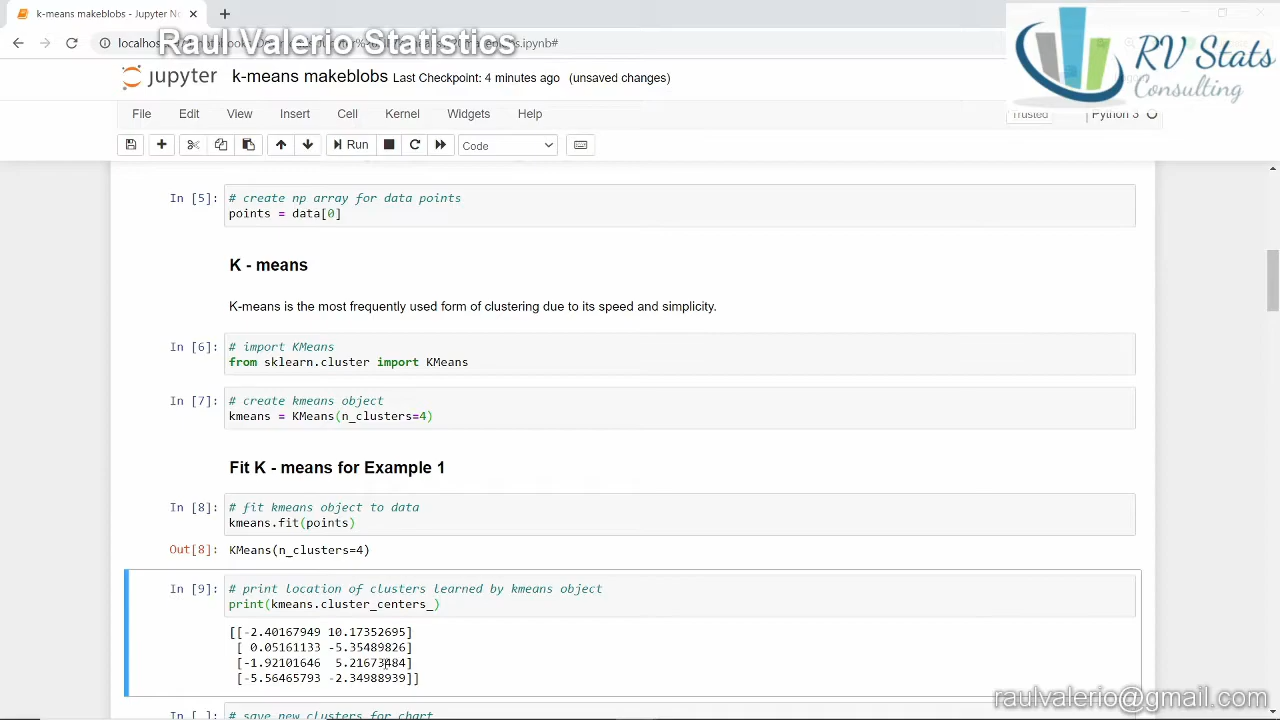 k-means makeblobs - Jupyter No
Raul Valerio Statistics
RV Stats
Consulting
jupyter k-means makeblobs Last Checkpoint: 4 minutes ago (unsaved changes)
File Edit View Insert Cell Kernel Widgets Help Trusted Python 3
Run Code
In [5]: # create np array for data points
points = data[0]
K - means
K-means is the most frequently used form of clustering due to its speed and simplicity.
In [6]: # import KMeans
from sklearn.cluster import KMeans
In [7]: # create kmeans object
kmeans = KMeans(n_clusters=4)
Fit K - means for Example 1
In [8]: # fit kmeans object to data
kmeans.fit(points)
Out[8]: KMeans(n_clusters=4)
In [9]: # print location of clusters learned by kmeans object
print(kmeans.cluster_centers_)
[[-2.40167949 10.17352695]
[ 0.05161133 -5.35489826]
[-1.92101646 5.21673484]
[-5.56465793 -2.34988939]]
raulvalerio@gmail.com
In [ ]: # save new clusters for chart